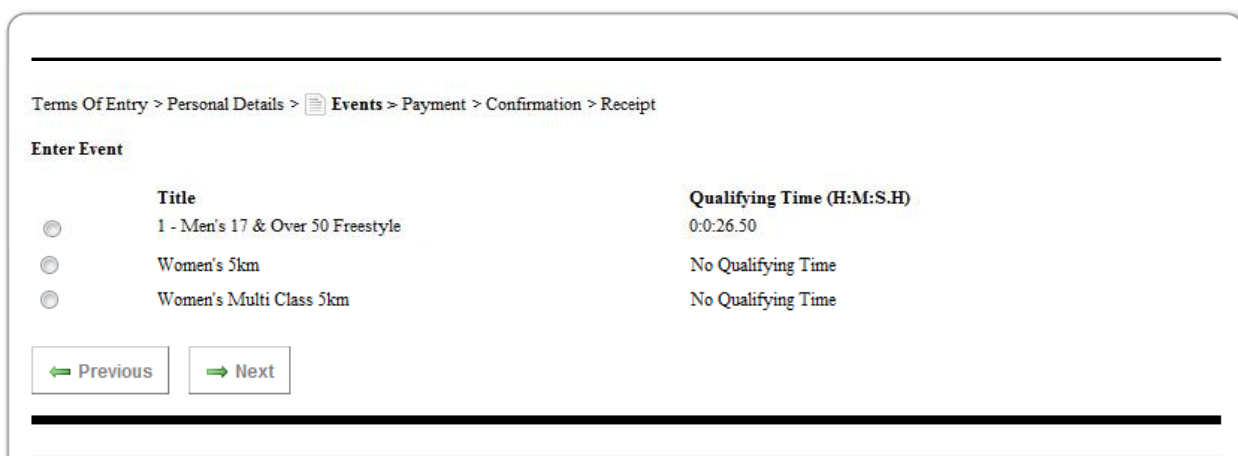 Terms Of Entry > Personal Details > Events > Payment > Confirmation > Receipt
Enter Event
Title Qualifying Time (H:M:S.H)
1 - Men's 17 & Over 50 Freestyle 0:0:26.50
Women's 5km No Qualifying Time
Women's Multi Class 5km No Qualifying Time
Previous Next